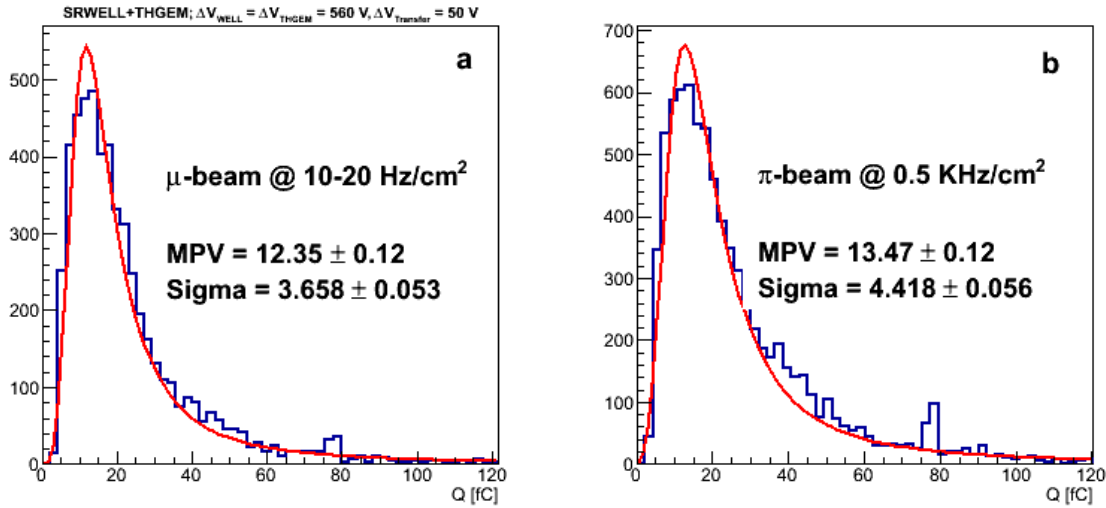 SRWELL+THGEM; ΔV_WELL = ΔV_THGEM = 560 V, ΔV_Transfer = 50 V
a
500
400
300
200
100
0
μ-beam @ 10-20 Hz/cm²
MPV = 12.35 ± 0.12
Sigma = 3.658 ± 0.053
0 20 40 60 80 100 120
Q [fC]
b
700
600
500
400
300
200
100
0
π-beam @ 0.5 KHz/cm²
MPV = 13.47 ± 0.12
Sigma = 4.418 ± 0.056
0 20 40 60 80 100 120
Q [fC]